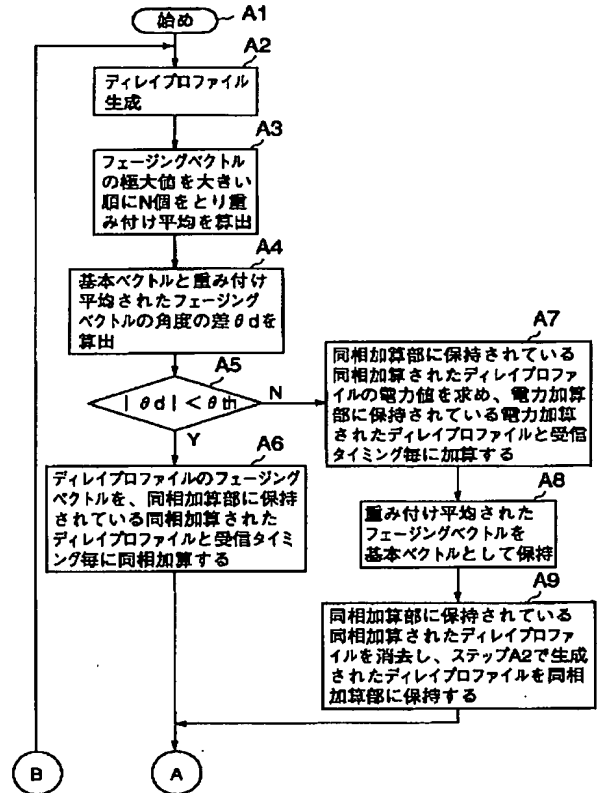 始め
A1
A2
ディレイプロファイル
生成
A3
フェージングベクトル
の極大値を大きい
順にN個をとり重
み付け平均を算出
A4
基本ベクトルと重み付け
平均されたフェージング
ベクトルの角度の差θdを
算出
A5
|θd|<θth
N
Y
A6
ディレイプロファイルのフェージング
ベクトルを、同相加算部に保持
されている同相加算された
ディレイプロファイルと受信タイミ
ング毎に同相加算する
A7
同相加算部に保持されている
同相加算されたディレイプロファ
イルの電力値を求め、電力加算
部に保持されている電力加算
されたディレイプロファイルと受信
タイミング毎に加算する
A8
重み付け平均された
フェージングベクトルを
基本ベクトルとして保持
A9
同相加算部に保持されている
同相加算されたディレイプロファ
イルを消去し、ステップA2で生成
されたディレイプロファイルを同相
加算部に保持する
B
A